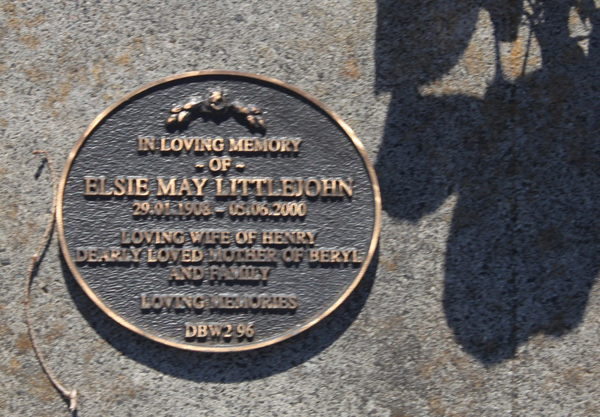 IN LOVING MEMORY
~ OF ~
ELSIE MAY LITTLEJOHN
29.01.1908 – 05.06.2000
LOVING WIFE OF HENRY
DEARLY LOVED MOTHER OF BERYL
AND FAMILY
LOVING MEMORIES
DBW2 96